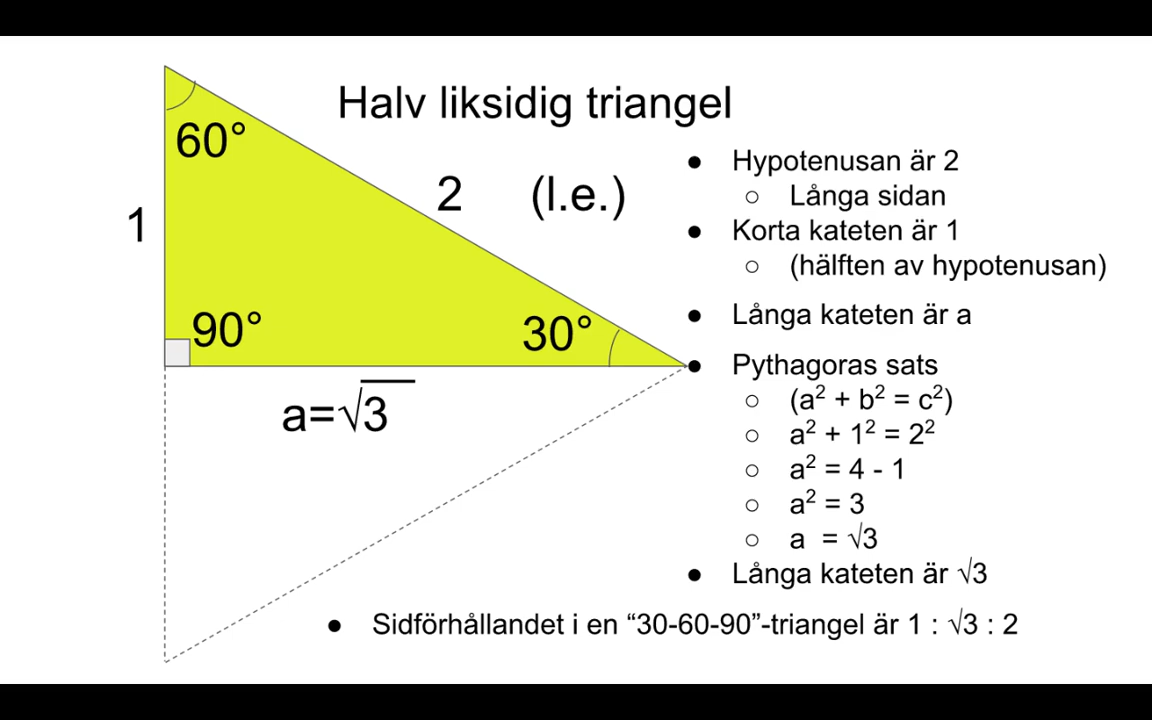 Halv liksidig triangel
60°
1
2 (l.e.)
90°
30°
a=√3
● Hypotenusan är 2
○ Långa sidan
● Korta kateten är 1
○ (hälften av hypotenusan)
● Långa kateten är a
● Pythagoras sats
○ (a² + b² = c²)
○ a² + 1² = 2²
○ a² = 4 - 1
○ a² = 3
○ a = √3
● Långa kateten är √3
● Sidförhållandet i en “30-60-90”-triangel är 1 : √3 : 2